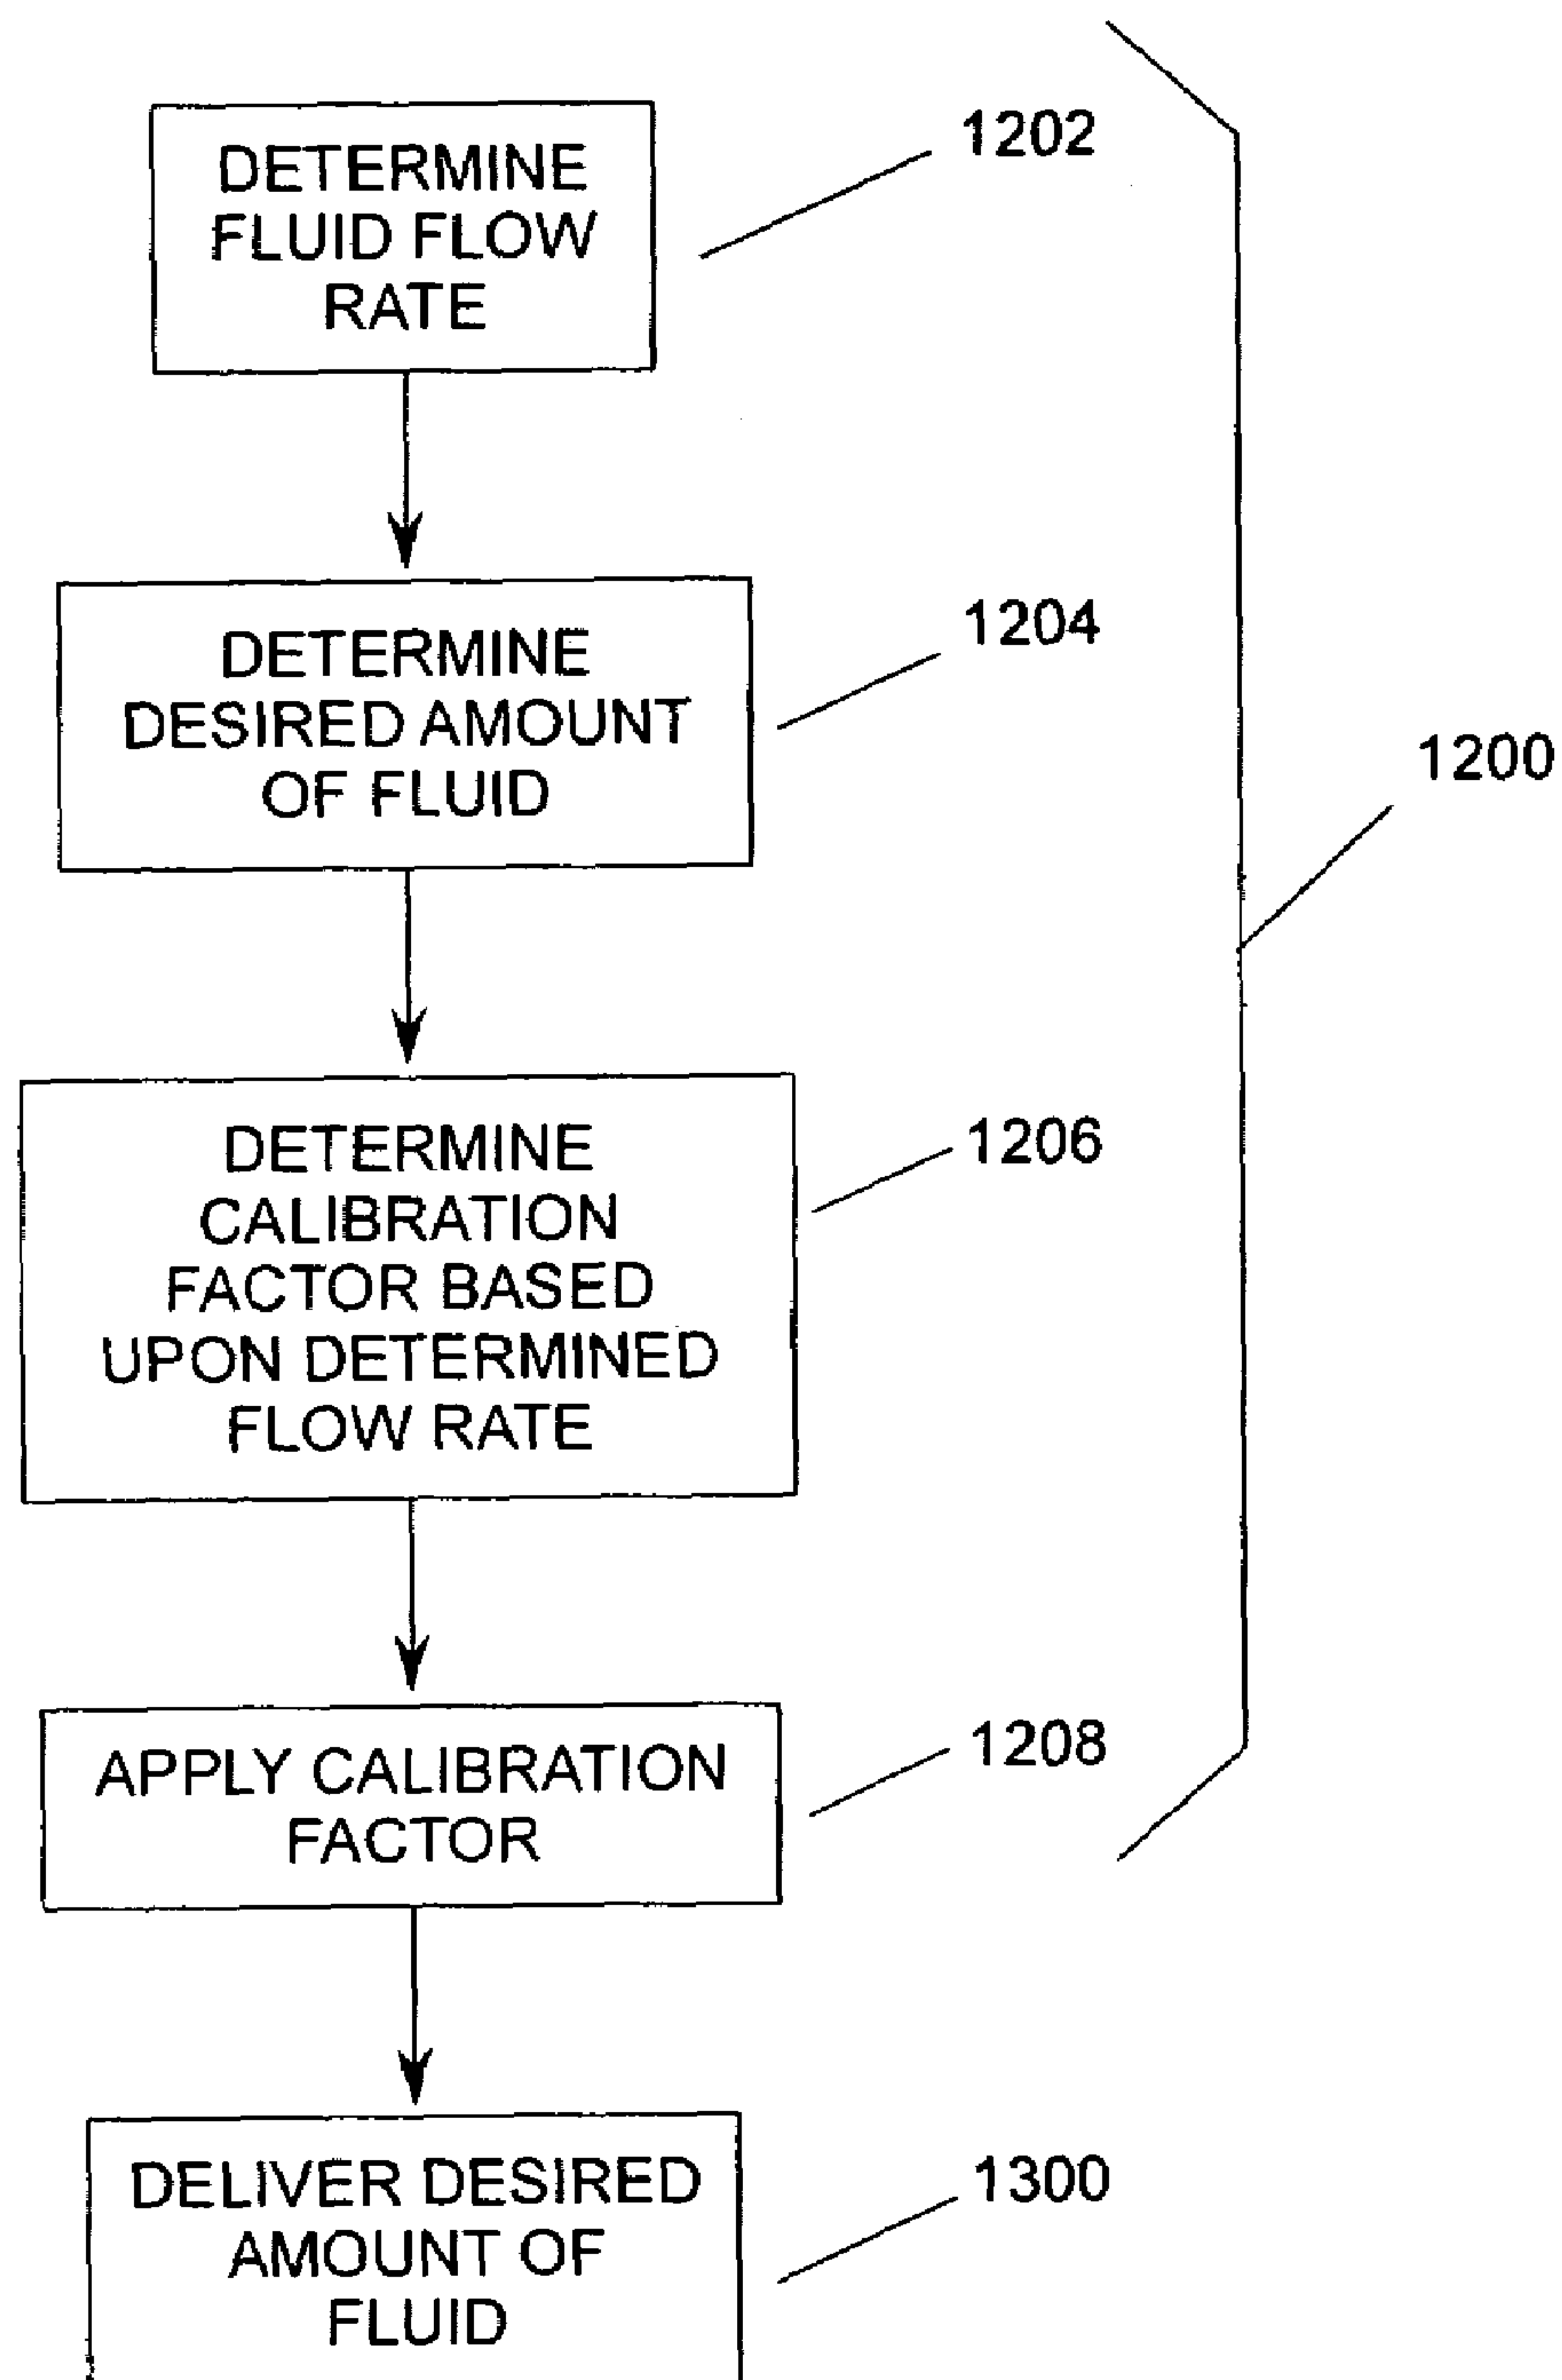 DETERMINE
FLUID FLOW
RATE
1202
DETERMINE
DESIRED AMOUNT
OF FLUID
1204
1200
DETERMINE
CALIBRATION
FACTOR BASED
UPON DETERMINED
FLOW RATE
1206
APPLY CALIBRATION
FACTOR
1208
DELIVER DESIRED
AMOUNT OF
FLUID
1300